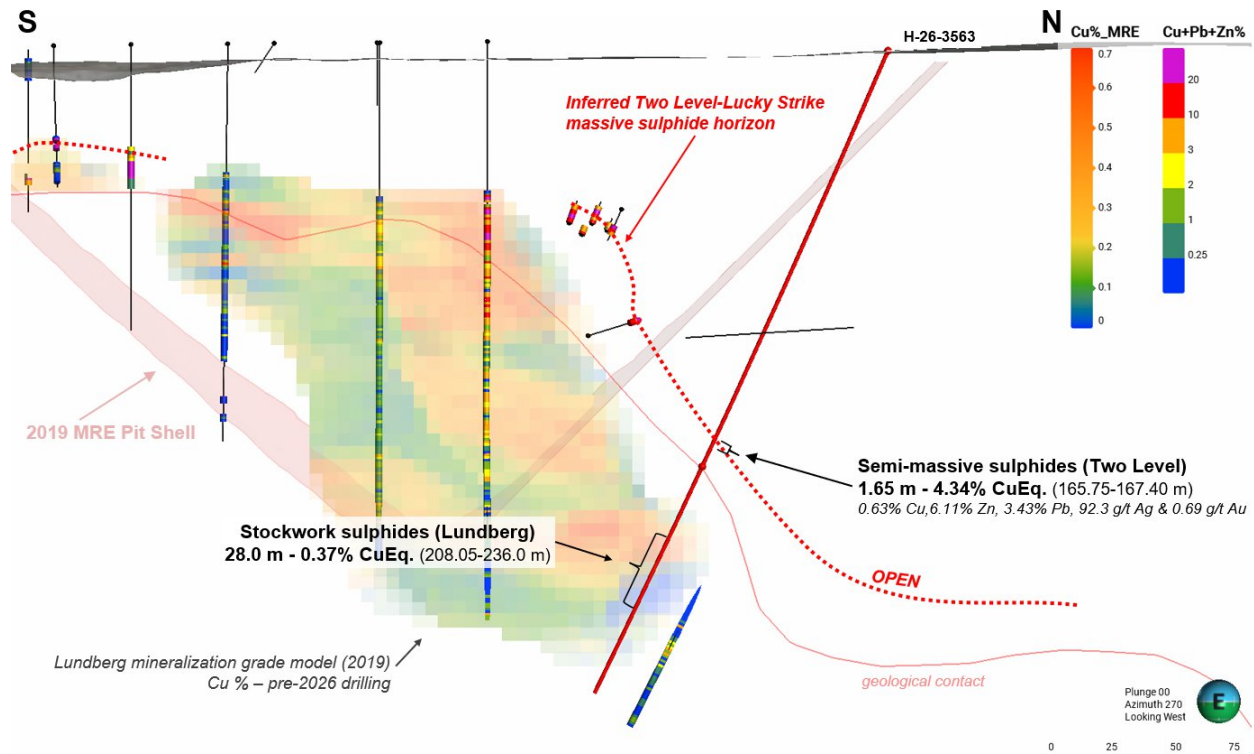 S
N
H-26-3563
Cu%_MRE
Cu+Pb+Zn%
0.7
0.6
0.5
0.4
0.3
0.2
0.1
0
20
10
3
2
1
0.25
Inferred Two Level-Lucky Strike
massive sulphide horizon
2019 MRE Pit Shell
Semi-massive sulphides (Two Level)
1.65 m - 4.34% CuEq. (165.75-167.40 m)
0.63% Cu,6.11% Zn, 3.43% Pb, 92.3 g/t Ag & 0.69 g/t Au
Stockwork sulphides (Lundberg)
28.0 m - 0.37% CuEq. (208.05-236.0 m)
OPEN
Lundberg mineralization grade model (2019)
Cu % – pre-2026 drilling
geological contact
Plunge 00
Azimuth 270
Looking West
E
0 25 50 75